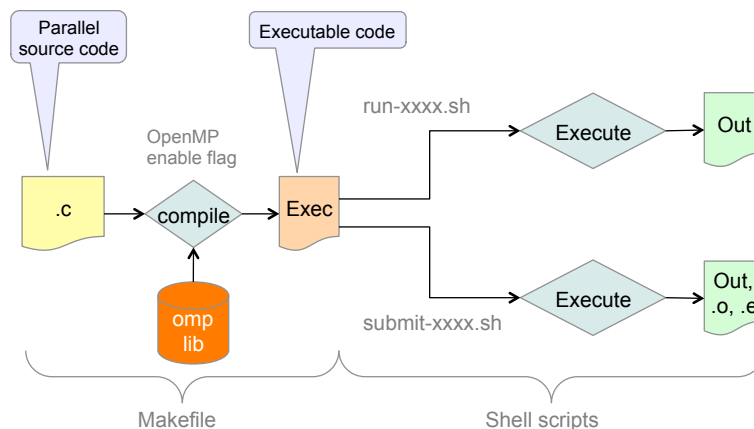 Parallel
source code
Executable code
run-xxxx.sh
OpenMP
enable flag
Execute
Out
.c
compile
Exec
omp
lib
submit-xxxx.sh
Execute
Out,
.o, .e
Makefile
Shell scripts